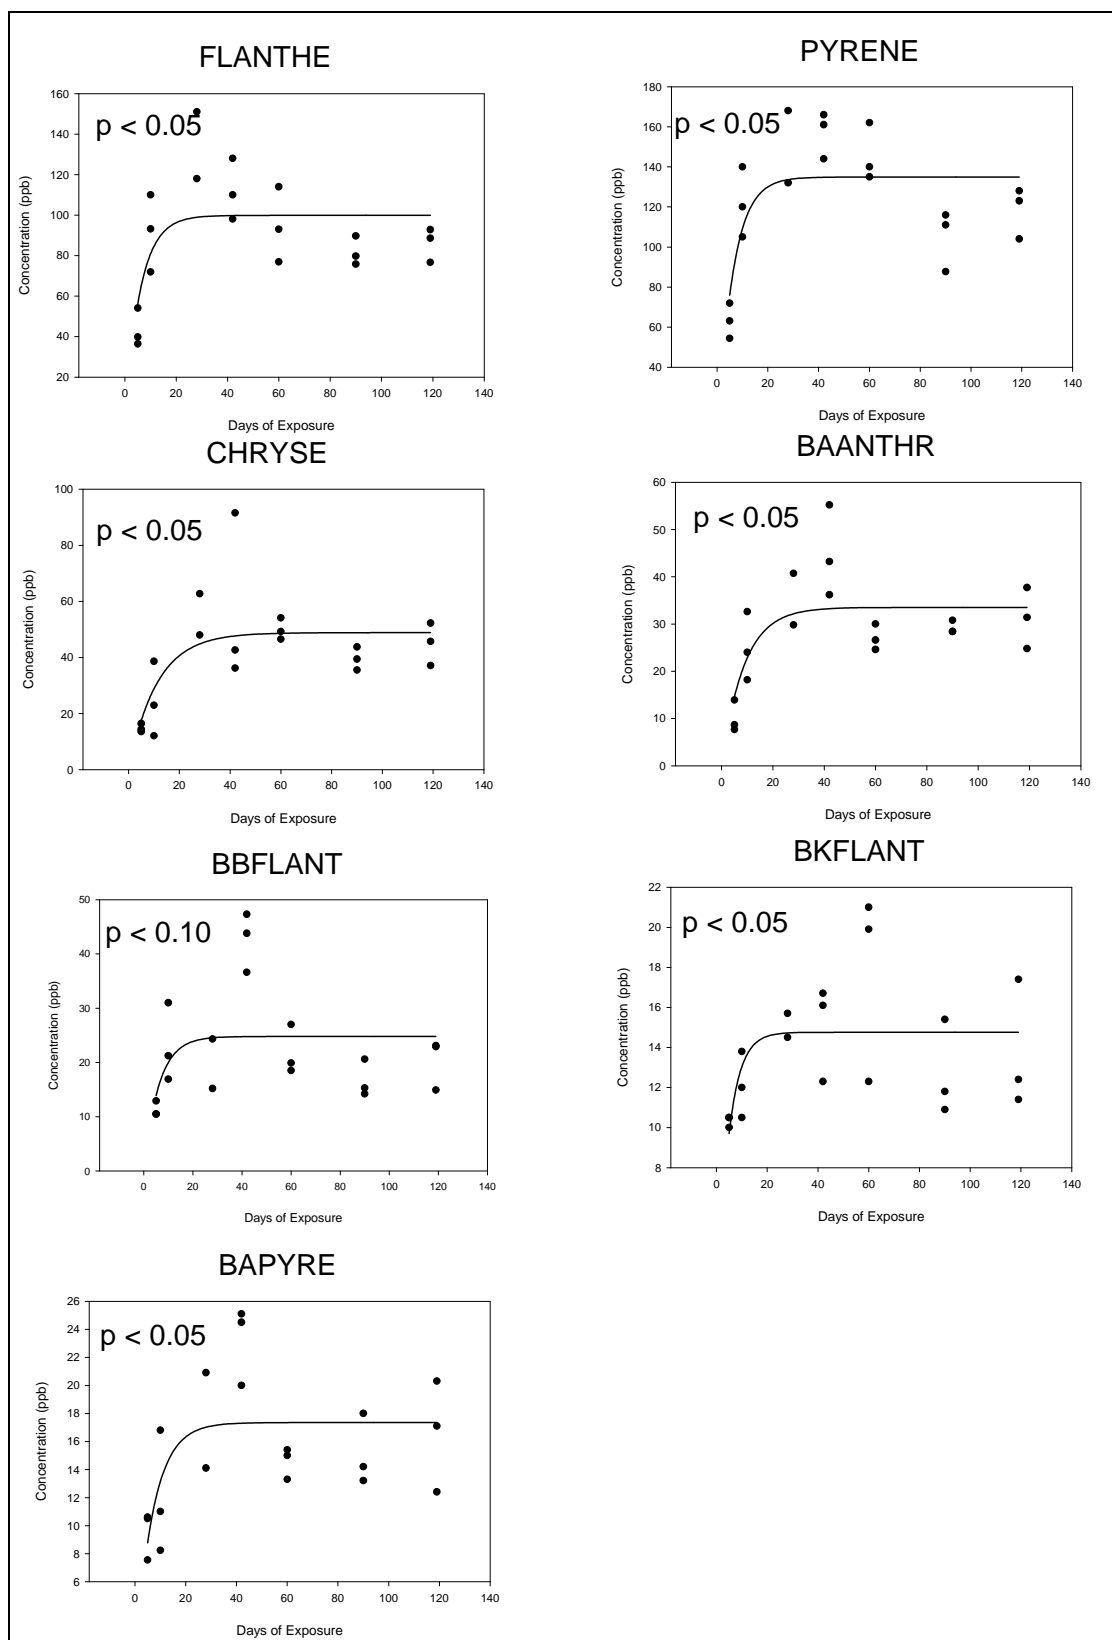 FLANTHE
p < 0.05
Concentration (ppb)
160
140
120
100
80
60
40
20
0 20 40 60 80 100 120 140
Days of Exposure
PYRENE
p < 0.05
Concentration (ppb)
180
160
140
120
100
80
60
40
0 20 40 60 80 100 120 140
Days of Exposure
CHRYSE
p < 0.05
Concentration (ppb)
100
80
60
40
20
0
0 20 40 60 80 100 120 140
Days of Exposure
BAANTHR
p < 0.05
Concentration (ppb)
60
50
40
30
20
10
0
0 20 40 60 80 100 120 140
Days of Exposure
BBFLANT
p < 0.10
Concentration (ppb)
50
40
30
20
10
0
0 20 40 60 80 100 120 140
Days of Exposure
BKFLANT
p < 0.05
Concentration (ppb)
22
20
18
16
14
12
10
8
0 20 40 60 80 100 120 140
Days of Exposure
BAPYRE
p < 0.05
Concentration (ppb)
26
24
22
20
18
16
14
12
10
8
6
0 20 40 60 80 100 120 140
Days of Exposure